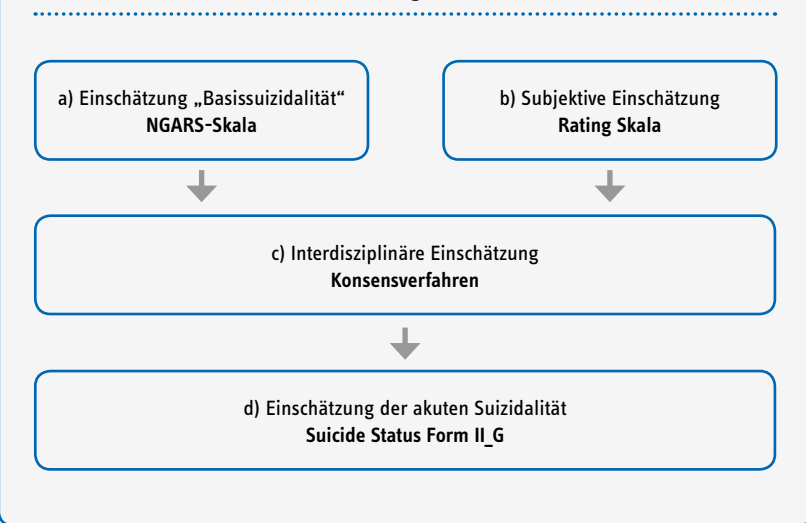 a) Einschätzung „Basissuizidalität“
NGARS-Skala
b) Subjektive Einschätzung
Rating Skala
c) Interdisziplinäre Einschätzung
Konsensverfahren
d) Einschätzung der akuten Suizidalität
Suicide Status Form II_G